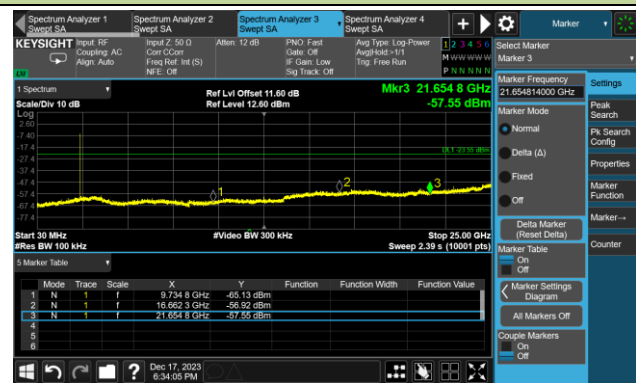 Spectrum Analyzer 1
Swept SA
Spectrum Analyzer 2
Swept SA
Spectrum Analyzer 3
Swept SA
Spectrum Analyzer 4
Swept SA
Marker
KEYSIGHT
Input: RF
Coupling: AC
Align: Auto
Input Z: 50 Ω
Corr CCorr
Freq Ref: Int (S)
NFE: Off
Atten: 12 dB
PNO: Fast
Gate: Off
IF Gain: Low
Sig Track: Off
Avg Type: Log-Power
Avg|Hold:>1/1
Trig: Free Run
1 2 3 4 5 6
M W W W W W
P N N N N N
Select Marker
Marker 3
1 Spectrum
Scale/Div 10 dB
Log
Ref Lvl Offset 11.60 dB
Ref Level 12.60 dBm
Mkr3 21.654 8 GHz
-57.55 dBm
2.60
-7.40
-17.4
-27.4
-37.4
-47.4
-57.4
-67.4
-77.4
DL1 -23.55 dBm
1
2
3
Start 30 MHz
#Res BW 100 kHz
#Video BW 300 kHz
Stop 25.00 GHz
Sweep 2.39 s (10001 pts)
5 Marker Table
Mode Trace Scale X Y Function Function Width Function Value
1 N 1 f 9.734 8 GHz -65.13 dBm
2 N 1 f 16.662 3 GHz -56.92 dBm
3 N 1 f 21.654 8 GHz -57.55 dBm
4
5
6
Marker Frequency
21.654814000 GHz
Marker Mode
Normal
Delta (Δ)
Fixed
Off
Delta Marker
(Reset Delta)
Marker Table
On
Off
Marker Settings
Diagram
All Markers Off
Couple Markers
On
Off
Settings
Peak
Search
Pk Search
Config
Properties
Marker
Function
Marker→
Counter
?
Dec 17, 2023
6:34:05 PM